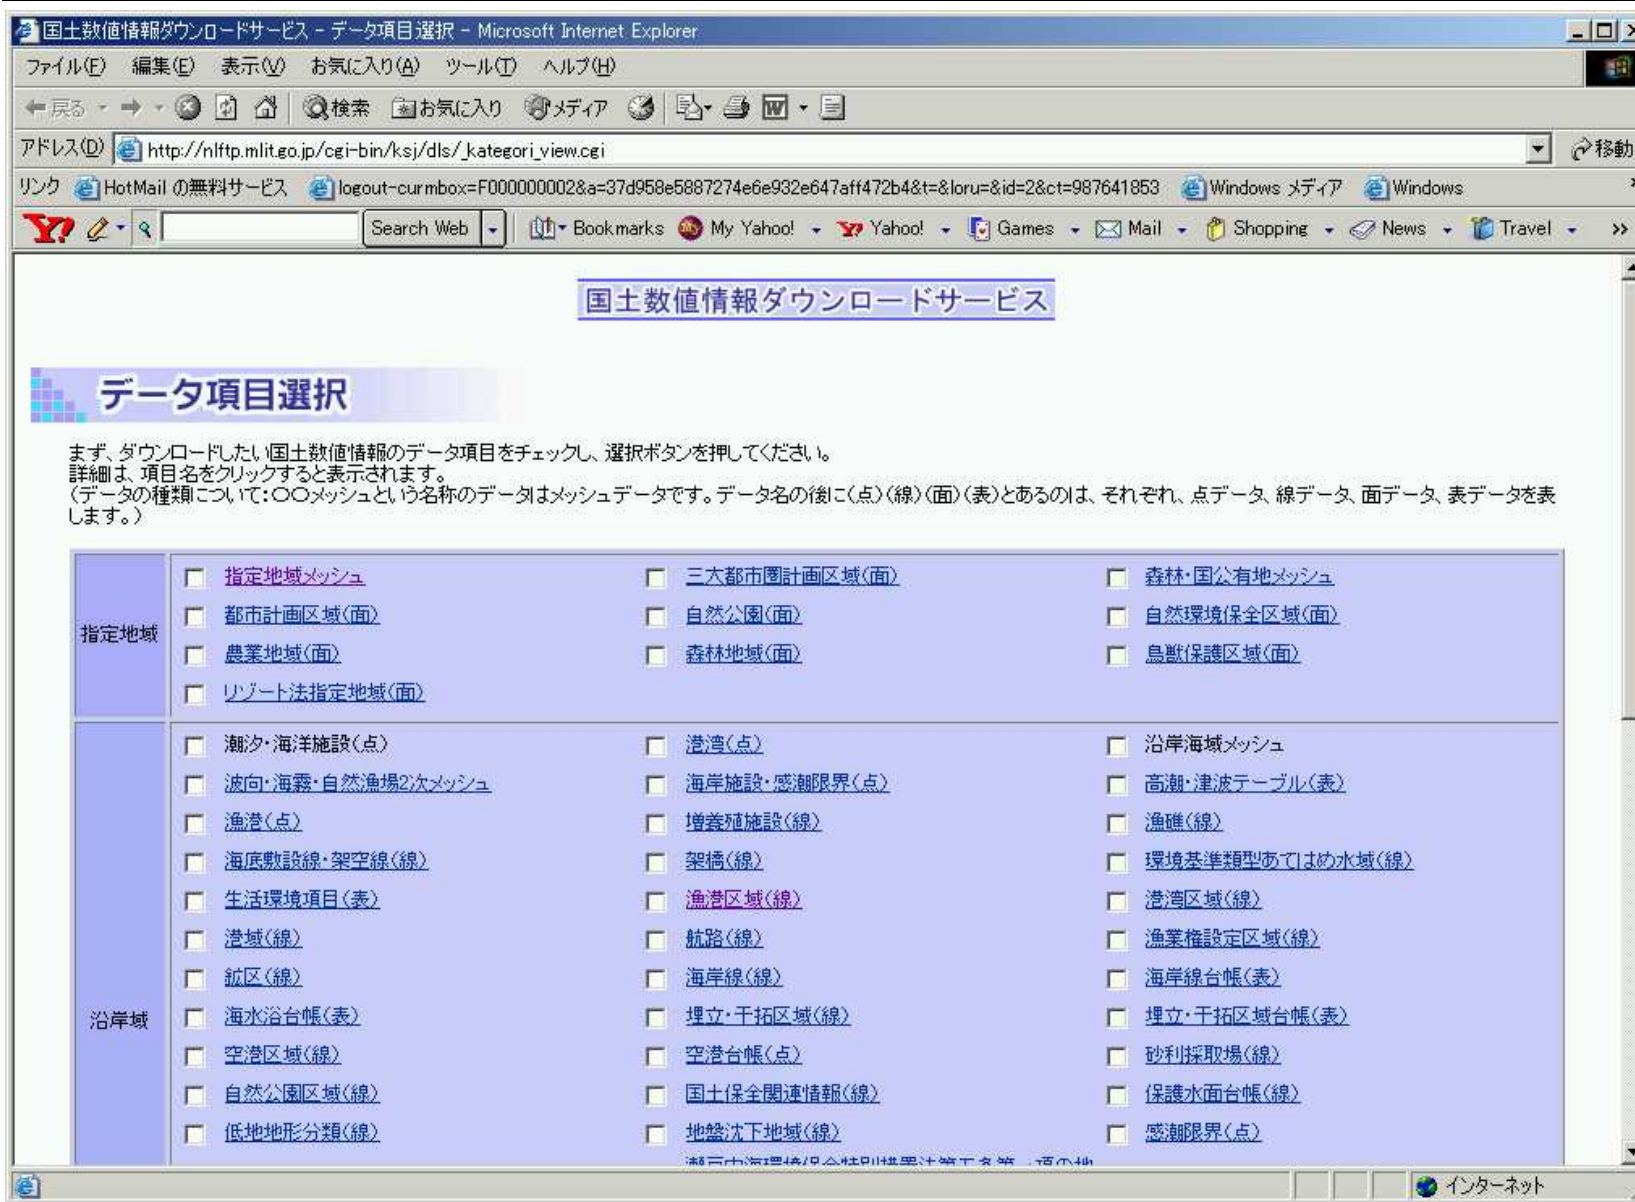 国土数値情報ダウンロードサービス - データ項目選択 - Microsoft Internet Explorer
ファイル(F) 編集(E) 表示(V) お気に入り(A) ツール(T) ヘルプ(H)
戻る 検索 お気に入り メディア
アドレス(D) http://nlftp.mlit.go.jp/cgi-bin/ksj/dls/_kategori_view.cgi 移動
リンク HotMail の無料サービス logout-curmbox=F000000002&a=37d958e5887274e6e932e647aff472b4&t=&loru=&id=2&ct=987641853 Windows メディア Windows
Y! Search Web Bookmarks My Yahoo! Yahoo! Games Mail Shopping News Travel »
国土数値情報ダウンロードサービス
データ項目選択
まず、ダウンロードしたい国土数値情報のデータ項目をチェックし、選択ボタンを押してください。
詳細は、項目名をクリックすると表示されます。
(データの種類について:〇〇メッシュという名称のデータはメッシュデータです。データ名の後に(点)(線)(面)(表)とあるのは、それぞれ、点データ、線データ、面データ、表データを表
します。)
指定地域メッシュ 三大都市圏計画区域(面) 森林・国公有地メッシュ
都市計画区域(面) 自然公園(面) 自然環境保全区域(面)
指定地域
農業地域(面) 森林地域(面) 鳥獣保護区域(面)
リゾート法指定地域(面)
潮汐・海洋施設(点) 港湾(点) 沿岸海域メッシュ
波向・海霧・自然漁場2次メッシュ 海岸施設・感潮限界(点) 高潮・津波テーブル(表)
漁港(点) 増養殖施設(線) 漁礁(線)
海底敷設線・架空線(線) 架橋(線) 環境基準類型あてはめ水域(線)
生活環境項目(表) 漁港区域(線) 港湾区域(線)
港域(線) 航路(線) 漁業権設定区域(線)
鉱区(線) 海岸線(線) 海岸線台帳(表)
沿岸域 海水浴台帳(表) 埋立・干拓区域(線) 埋立・干拓区域台帳(表)
空港区域(線) 空港台帳(点) 砂利採取場(線)
自然公園区域(線) 国土保全関連情報(線) 保護水面台帳(線)
低地地形分類(線) 地盤沈下地域(線) 感潮限界(点)
インターネット